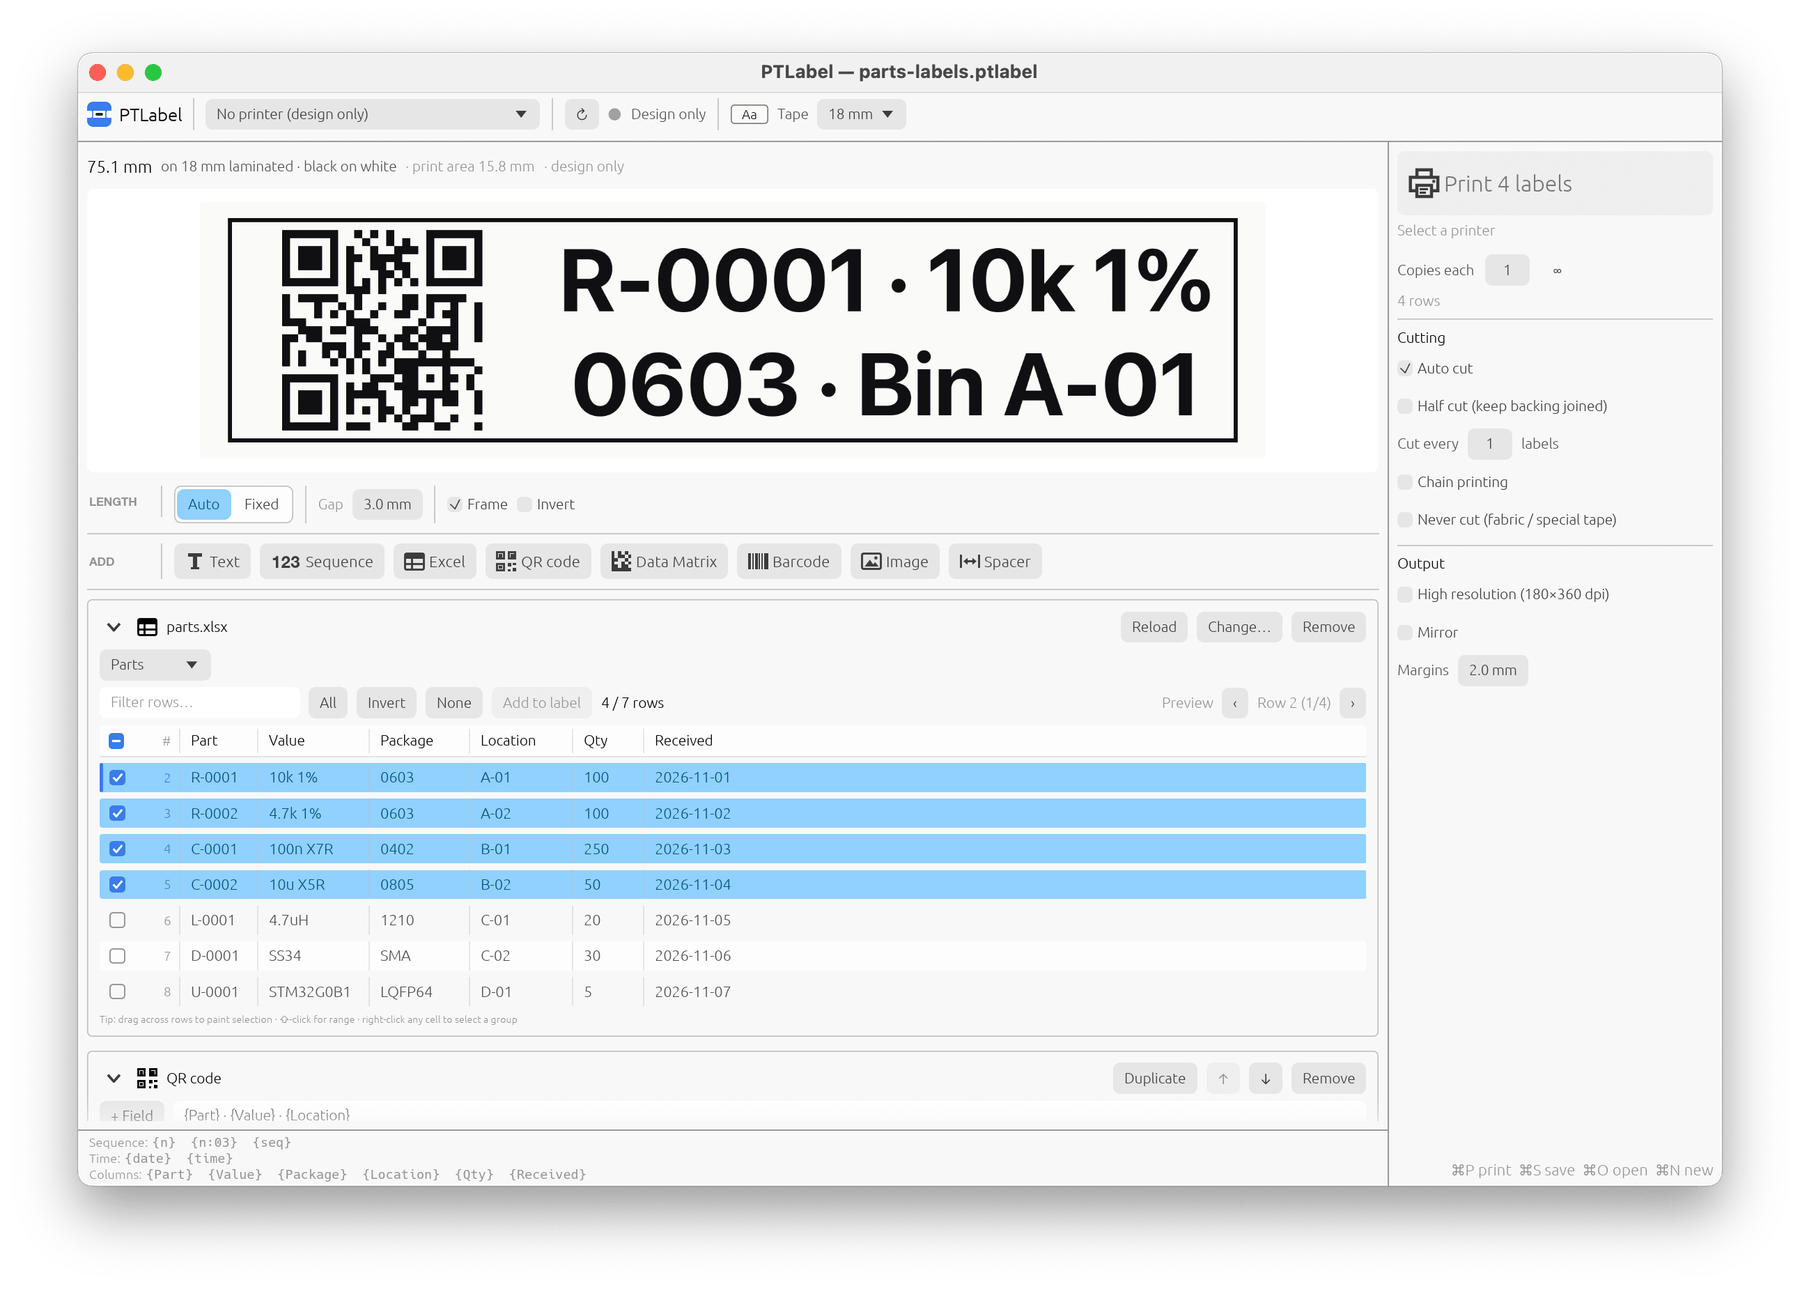 PTLabel — parts-labels.ptlabel
PTLabel No printer (design only) Design only Aa Tape 18 mm
75.1 mm on 18 mm laminated · black on white · print area 15.8 mm · design only
R-0001 · 10k 1%
0603 · Bin A-01
LENGTH Auto Fixed Gap 3.0 mm Frame Invert
ADD T Text 123 Sequence Excel QR code Data Matrix Barcode Image Spacer
parts.xlsx Reload Change… Remove
Parts
Filter rows… All Invert None Add to label 4 / 7 rows Preview ‹ Row 2 (1/4) ›
# Part Value Package Location Qty Received
2 R-0001 10k 1% 0603 A-01 100 2026-11-01
3 R-0002 4.7k 1% 0603 A-02 100 2026-11-02
4 C-0001 100n X7R 0402 B-01 250 2026-11-03
5 C-0002 10u X5R 0805 B-02 50 2026-11-04
6 L-0001 4.7uH 1210 C-01 20 2026-11-05
7 D-0001 SS34 SMA C-02 30 2026-11-06
8 U-0001 STM32G0B1 LQFP64 D-01 5 2026-11-07
Tip: drag across rows to paint selection · ⇧-click for range · right-click any cell to select a group
QR code Duplicate ↑ ↓ Remove
+ Field {Part} · {Value} · {Location}
Sequence: {n} {n:03} {seq}
Time: {date} {time}
Columns: {Part} {Value} {Package} {Location} {Qty} {Received}
Print 4 labels
Select a printer
Copies each 1 ∞
4 rows
Cutting
Auto cut
Half cut (keep backing joined)
Cut every 1 labels
Chain printing
Never cut (fabric / special tape)
Output
High resolution (180×360 dpi)
Mirror
Margins 2.0 mm
⌘P print ⌘S save ⌘O open ⌘N new